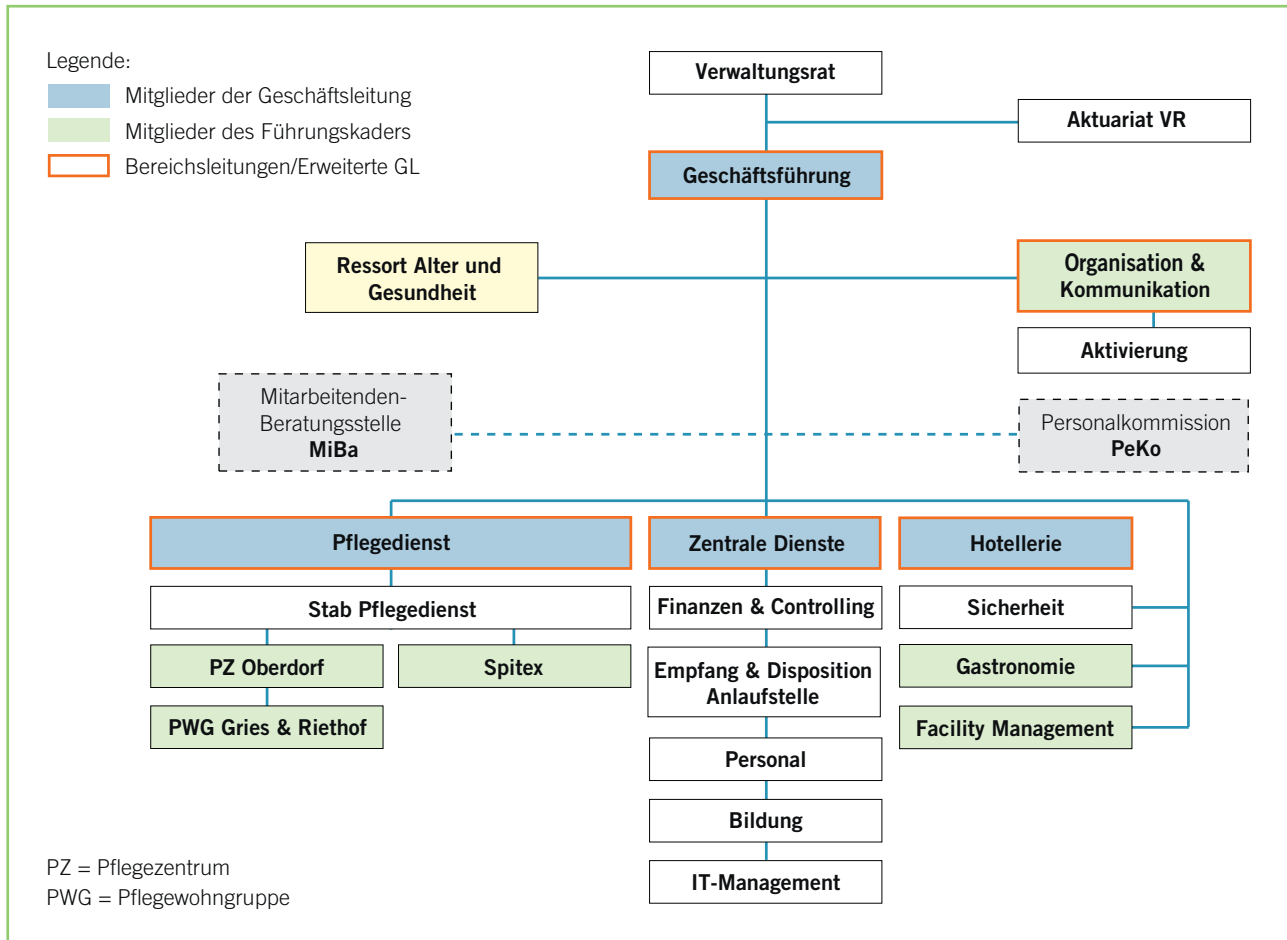 Legende:
Mitglieder der Geschäftsleitung
Mitglieder des Führungskaders
Bereichsleitungen/Erweiterte GL
Verwaltungsrat
Aktuariat VR
Geschäftsführung
Ressort Alter und
Gesundheit
Organisation &
Kommunikation
Aktivierung
Mitarbeitenden-
Beratungsstelle
MiBa
Personalkommission
PeKo
Pflegedienst
Stab Pflegedienst
PZ Oberdorf
Spitex
PWG Gries & Riethof
Zentrale Dienste
Finanzen & Controlling
Empfang & Disposition
Anlaufstelle
Personal
Bildung
IT-Management
Hotellerie
Sicherheit
Gastronomie
Facility Management
PZ = Pflegezentrum
PWG = Pflegewohngruppe